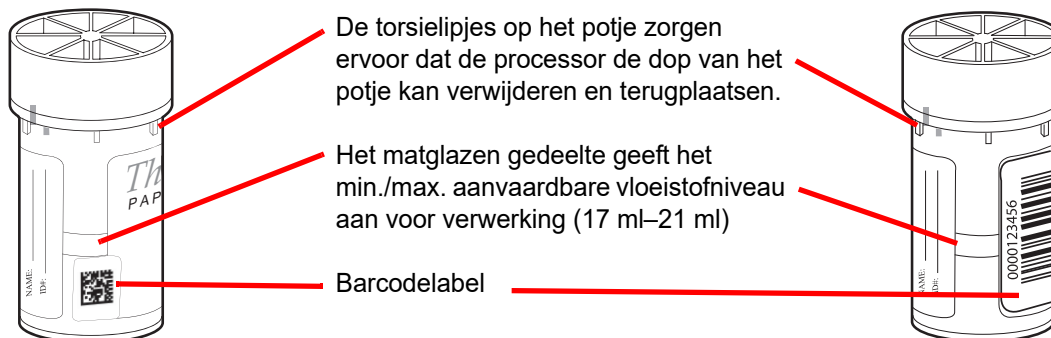 De torsielipjes op het potje zorgen
ervoor dat de processor de dop van het
potje kan verwijderen en terugplaatsen.
Het matglazen gedeelte geeft het
min./max. aanvaardbare vloeistofniveau
aan voor verwerking (17 ml–21 ml)
Barcodelabel
Th
PAP
NAME:
ID#:
NAME:
ID#:
0000123456